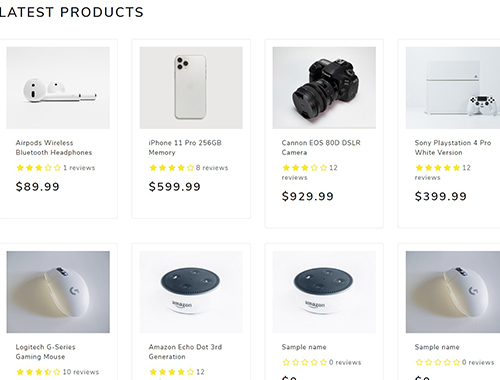 LATEST PRODUCTS
Airpods Wireless
Bluetooth Headphones
1 reviews
$89.99
iPhone 11 Pro 256GB
Memory
8 reviews
$599.99
Cannon EOS 80D DSLR
Camera
12
reviews
$929.99
Sony Playstation 4 Pro
White Version
12
reviews
$399.99
Logitech G-Series
Gaming Mouse
10 reviews
amazon
Amazon Echo Dot 3rd
Generation
12
amazon
Sample name
0 reviews
Sample name
0 reviews